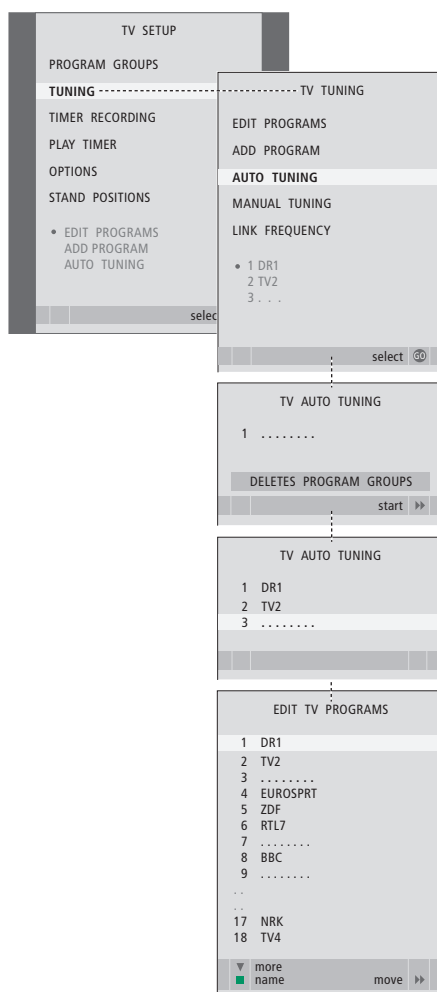 TV SETUP
PROGRAM GROUPS
TUNING
TIMER RECORDING
PLAY TIMER
OPTIONS
STAND POSITIONS
• EDIT PROGRAMS
ADD PROGRAM
AUTO TUNING
selec
TV TUNING
EDIT PROGRAMS
ADD PROGRAM
AUTO TUNING
MANUAL TUNING
LINK FREQUENCY
• 1 DR1
2 TV2
3 . . .
select GO
TV AUTO TUNING
1 ........
DELETES PROGRAM GROUPS
start
TV AUTO TUNING
1 DR1
2 TV2
3 ........
EDIT TV PROGRAMS
1 DR1
2 TV2
3 ........
4 EUROSPRT
5 ZDF
6 RTL7
7 ........
8 BBC
9 ........
. .
. .
17 NRK
18 TV4
more
name move